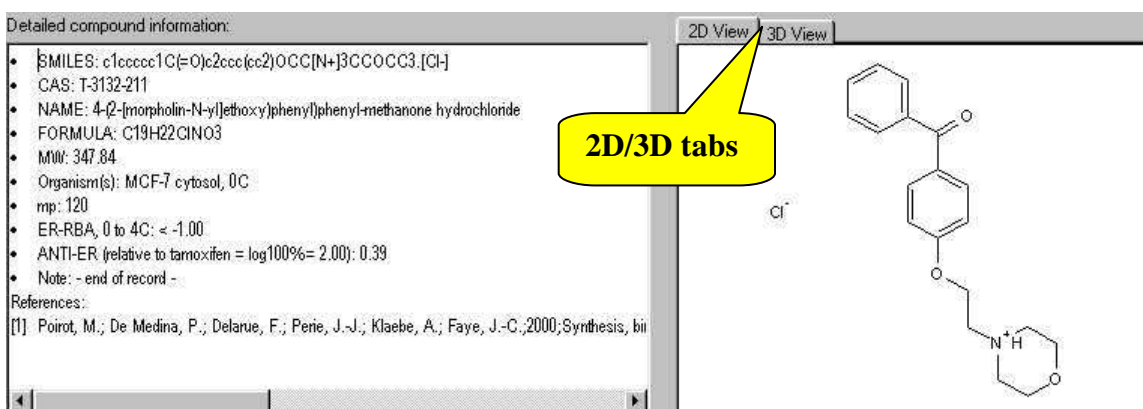 Detailed compound information:
• SMILES: c1ccccc1C(=O)c2ccc(cc2)OCC[N+]3CCOCC3.[Cl-]
• CAS: T-3132-211
• NAME: 4-(2-[morpholin-N-yl]ethoxy)phenyl)phenyl-methanone hydrochloride
• FORMULA: C19H22ClNO3
• MW: 347.84
• Organism(s): MCF-7 cytosol, 0C
• mp: 120
• ER-RBA, 0 to 4C: < -1.00
• ANTI-ER (relative to tamoxifen = log100%= 2.00): 0.39
• Note: - end of record -
References:
[1] Poirot, M.; De Medina, P.; Delarue, F.; Perie, J.-J.; Klaebe, A.; Faye, J.-C.;2000;Synthesis,
2D View 3D View
2D/3D tabs
O
Cl-
O
N+H
O